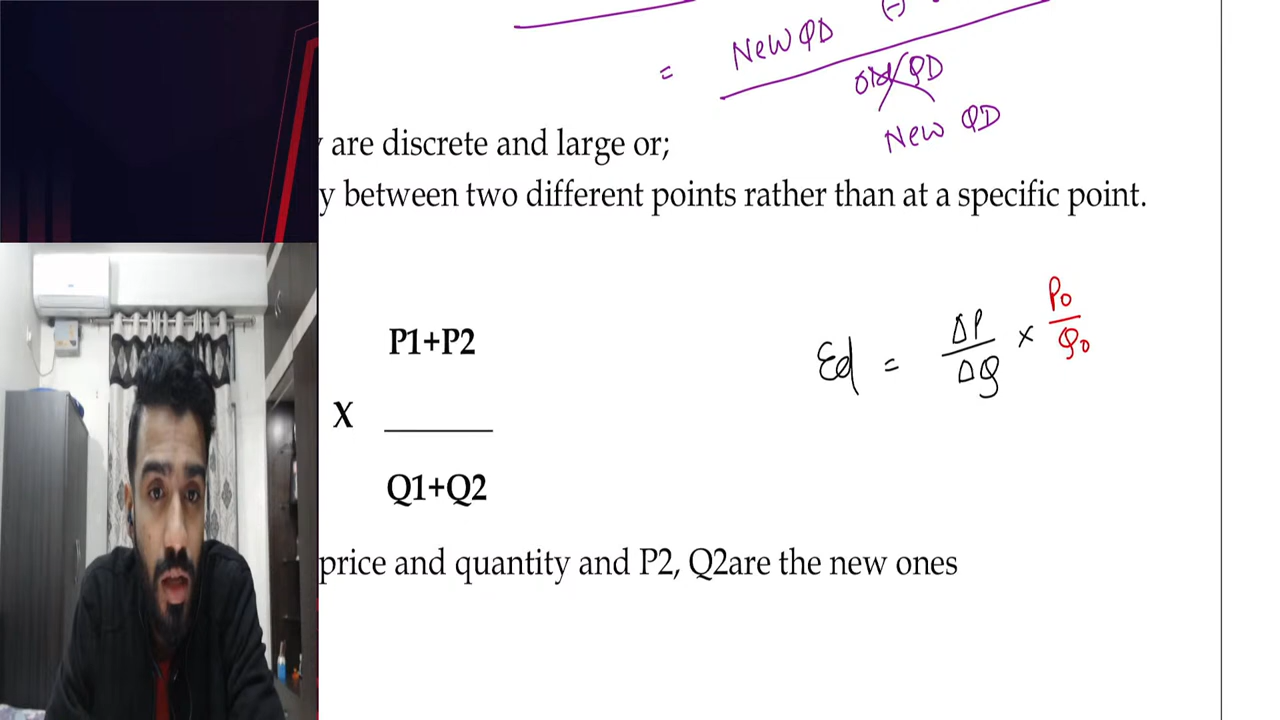 = New QD (-)
Old QD
New QD
are discrete and large or;
y between two different points rather than at a specific point.
P1+P2
X
Q1+Q2
Ed = ΔP/ΔQ × P0/Q0
price and quantity and P2, Q2are the new ones